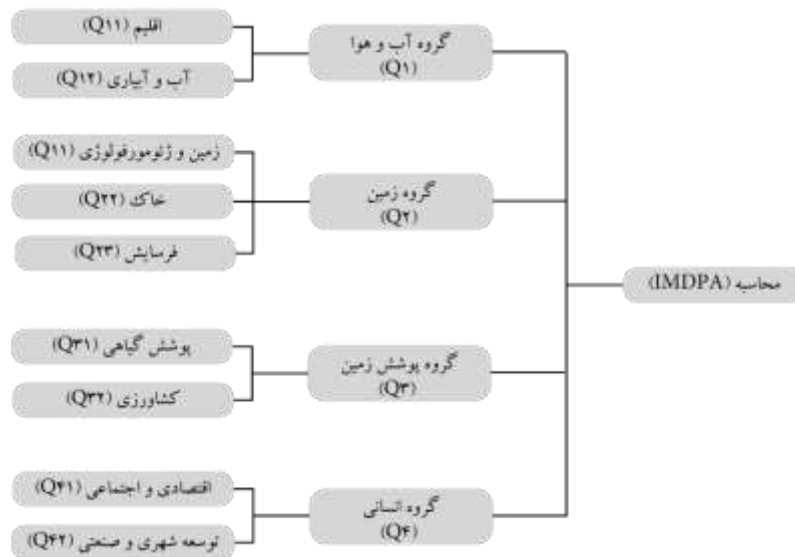 محاسبه (IMDPA)
گروه آب و هوا
(Q۱)
اقلیم (Q۱۱)
آب و آبیاری (Q۱۲)
گروه زمین
(Q۲)
زمین و ژئومورفولوژی (Q۱۱)
خاک (Q۲۲)
فرسایش (Q۲۳)
گروه پوشش زمین
(Q۳)
پوشش گیاهی (Q۳۱)
کشاورزی (Q۳۲)
گروه انسانی
(Q۴)
اقتصادی و اجتماعی (Q۴۱)
توسعه شهری و صنعتی (Q۴۲)